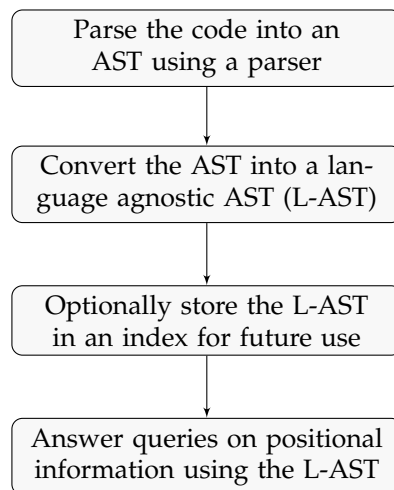 Parse the code into an
AST using a parser
Convert the AST into a lan-
guage agnostic AST (L-AST)
Optionally store the L-AST
in an index for future use
Answer queries on positional
information using the L-AST